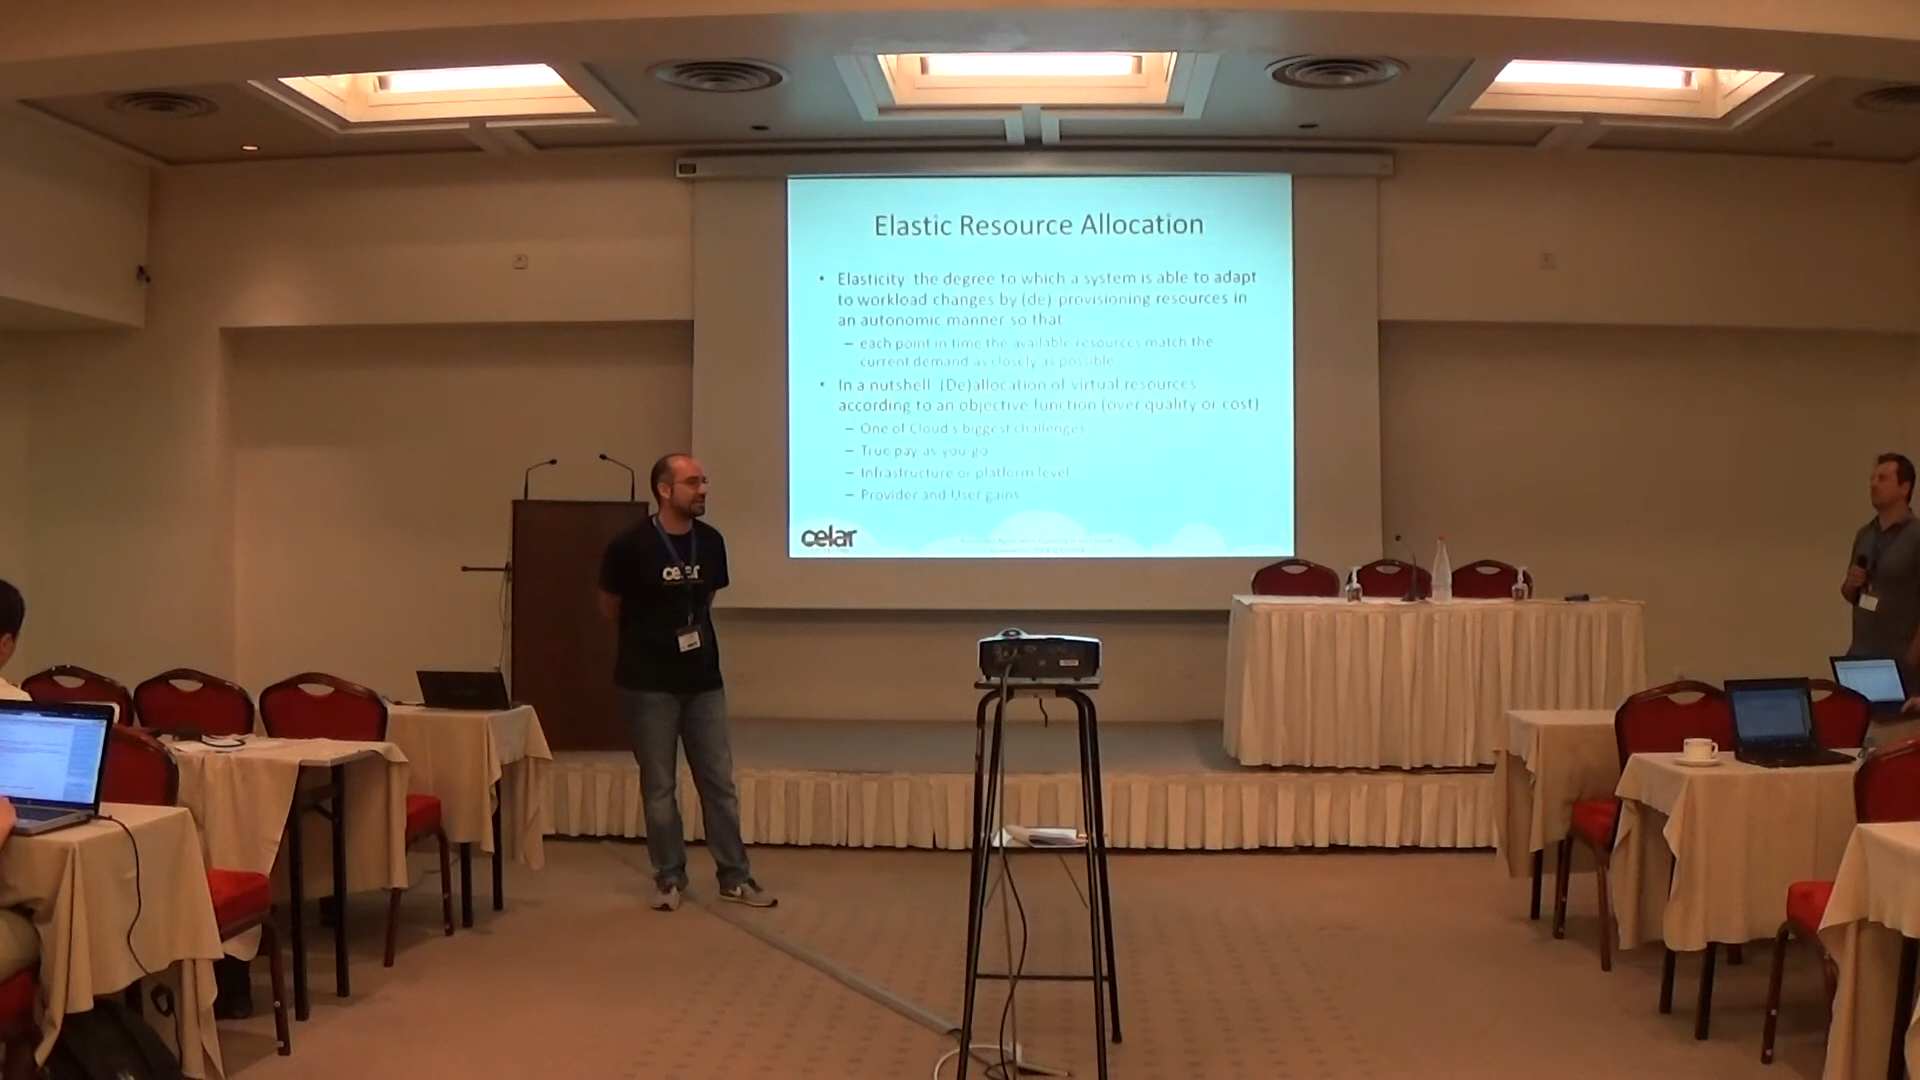 Elastic Resource Allocation
• Elasticity the degree to which a system is able to adapt
to workload changes by (de)-provisioning resources in
an autonomic manner so that
– each point in time the available resources match the
current demand as closely as possible
• In a nutshell (De)allocation of virtual resources
according to an objective function (over quality or cost)
– One of Cloud's biggest challenges
– True pay as you go
– Infrastructure or platform level
– Provider and User gains
celar
celar